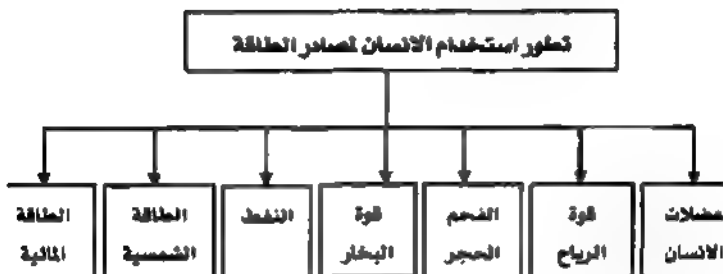 تطور استخدام الانسان لمصادر الطاقة
عضلات
الانسان
قوة
الرياح
الفحم
الحجر
قوة
البخار
النفط
الطاقة
الشمسية
الطاقة
المائية